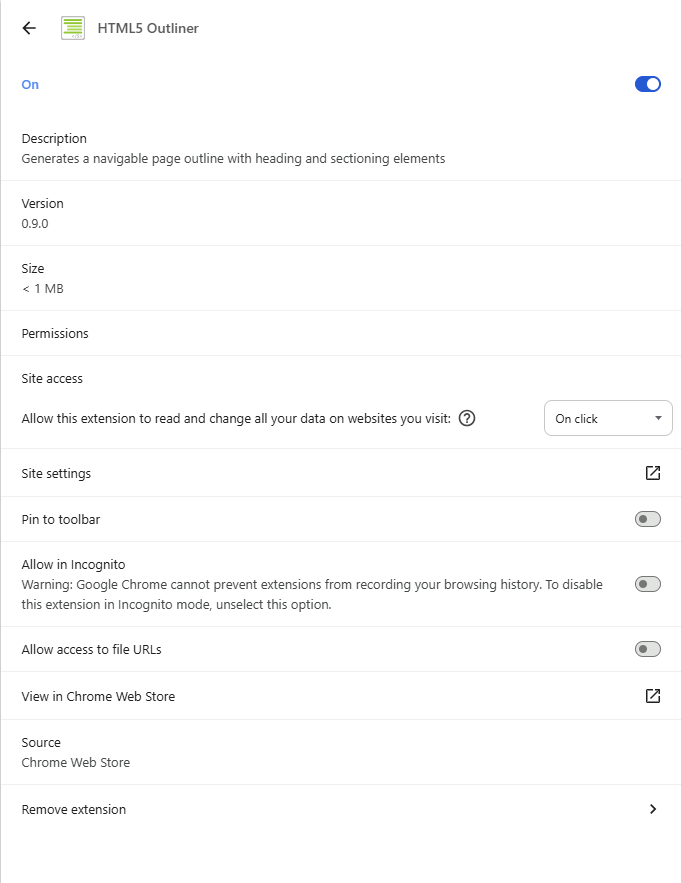 HTML5 Outliner
On
Description
Generates a navigable page outline with heading and sectioning elements
Version
0.9.0
Size
< 1 MB
Permissions
Site access
Allow this extension to read and change all your data on websites you visit:
On click
Site settings
Pin to toolbar
Allow in Incognito
Warning: Google Chrome cannot prevent extensions from recording your browsing history. To disable
this extension in Incognito mode, unselect this option.
Allow access to file URLs
View in Chrome Web Store
Source
Chrome Web Store
Remove extension